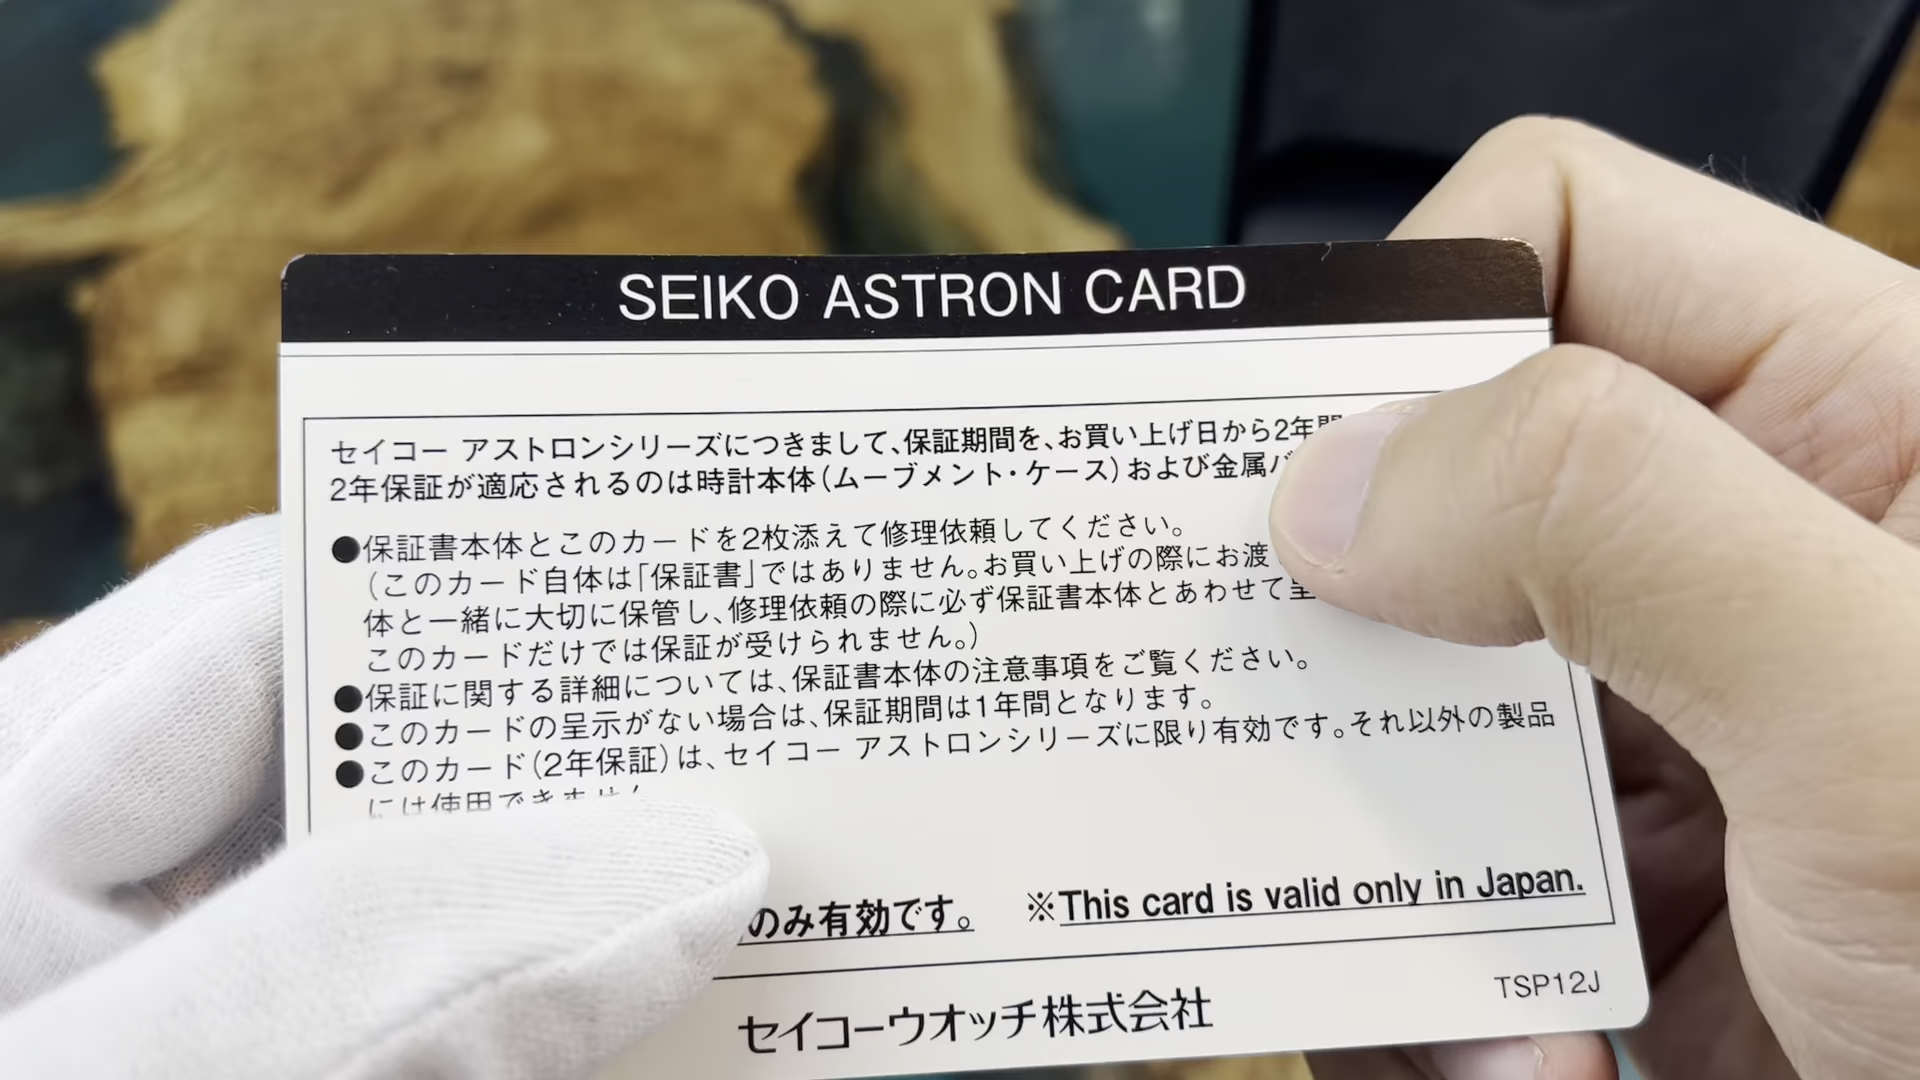 SEIKO ASTRON CARD
セイコー アストロンシリーズにつきまして、保証期間を、お買い上げ日から2年間
2年保証が適応されるのは時計本体(ムーブメント・ケース)および金属バ
●保証書本体とこのカードを2枚添えて修理依頼してください。
(このカード自体は「保証書」ではありません。お買い上げの際にお渡
体と一緒に大切に保管し、修理依頼の際に必ず保証書本体とあわせて呈
このカードだけでは保証が受けられません。)
●保証に関する詳細については、保証書本体の注意事項をご覧ください。
●このカードの呈示がない場合は、保証期間は1年間となります。
●このカード(2年保証)は、セイコー アストロンシリーズに限り有効です。それ以外の製品
には使用できません
のみ有効です。 ※This card is valid only in Japan.
セイコーウオッチ株式会社
TSP12J